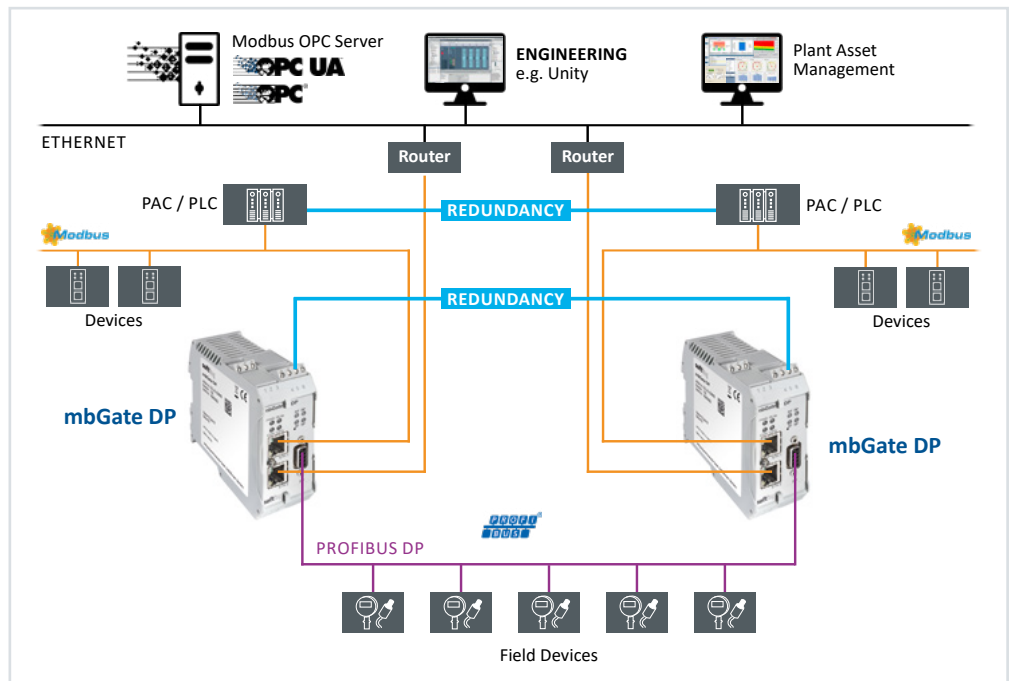 Modbus OPC Server
OPC UA
OPC
ENGINEERING
e.g. Unity
Plant Asset
Management
ETHERNET
Router
Router
PAC / PLC
REDUNDANCY
PAC / PLC
Modbus
Modbus
Devices
Devices
REDUNDANCY
mbGate DP
mbGate DP
PROFI
BUS
PROFIBUS DP
Field Devices